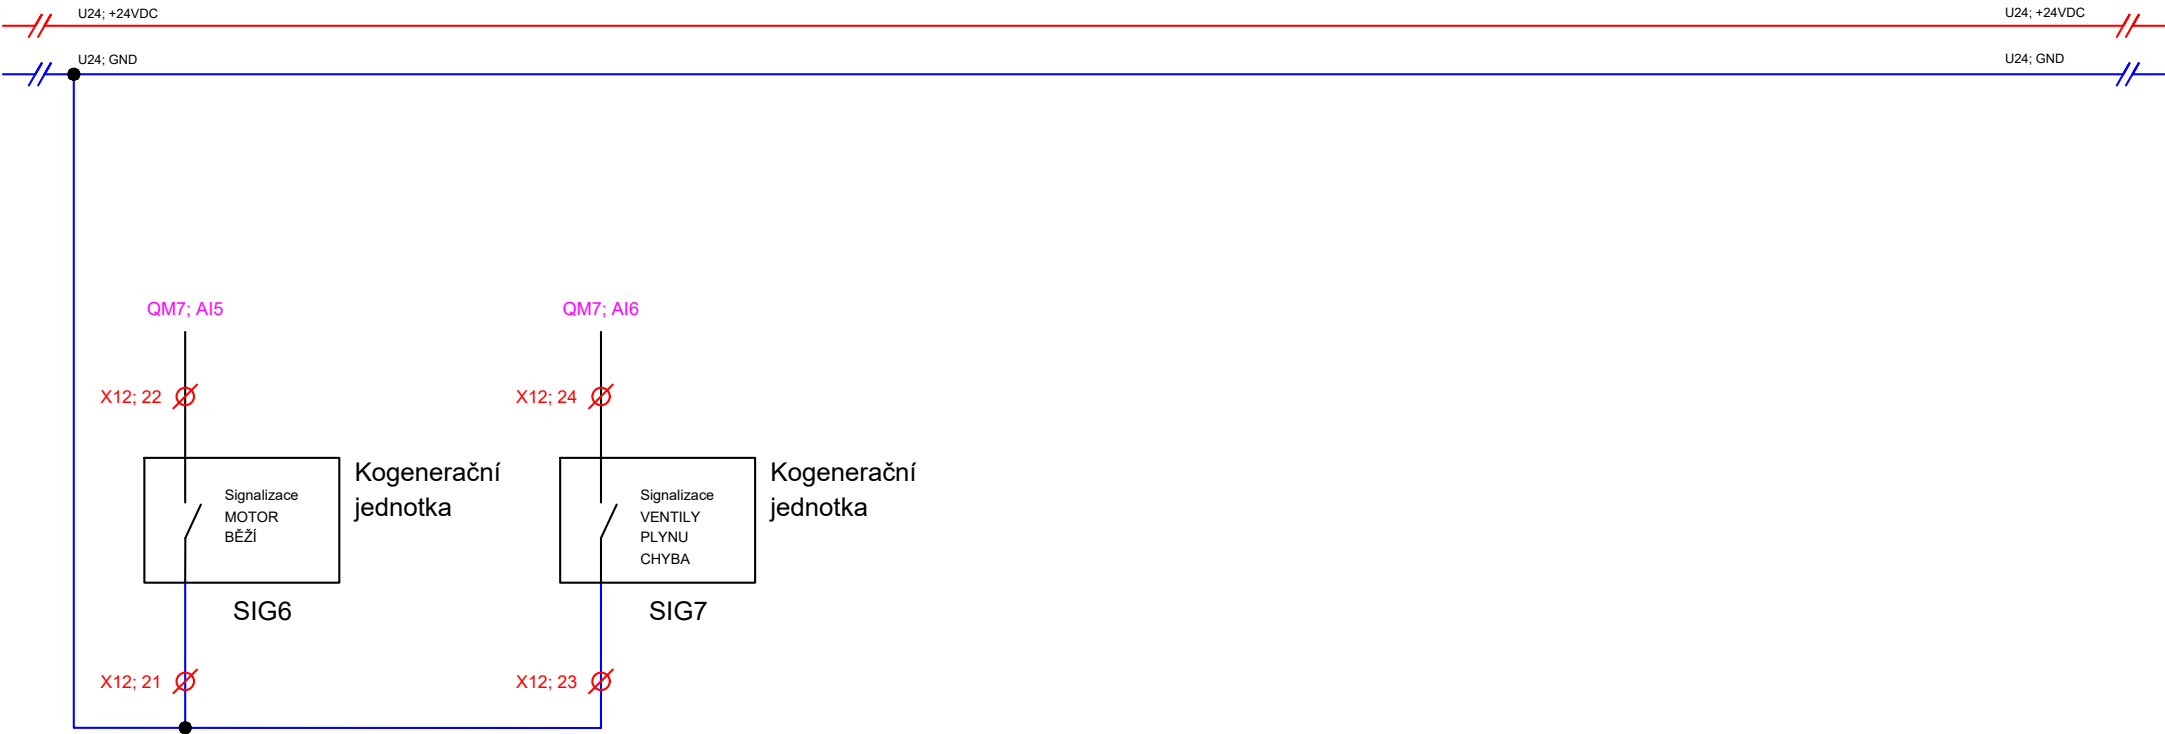 U24; +24VDC
U24; +24VDC
U24; GND
U24; GND
QM7; AI5
QM7; AI6
X12; 22
X12; 24
Signalizace
MOTOR
BĚŽÍ
Kogenerační
jednotka
SIG6
Signalizace
VENTILY
PLYNU
CHYBA
Kogenerační
jednotka
SIG7
X12; 21
X12; 23